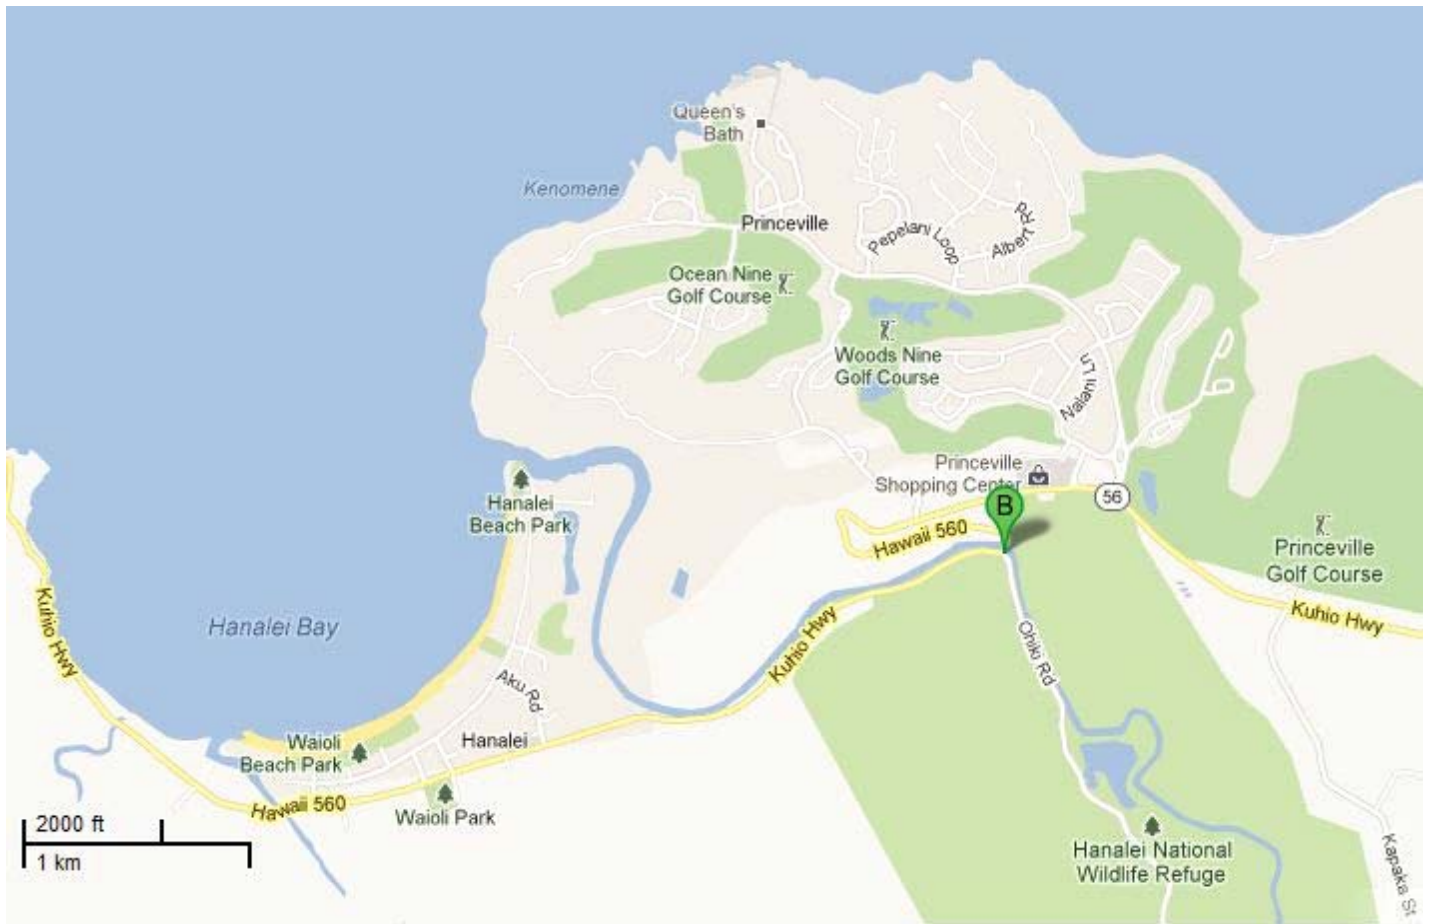 Queen's
Bath
Kenomene
Princeville
Pepelani Loop
Albert Rd
Ocean Nine
Golf Course
Woods Nine
Golf Course
Nalanui Ln
Princeville
Shopping Center
56
B
Hawaii 560
Hanalei
Beach Park
Princeville
Golf Course
Kuhio Hwy
Kuhio Hwy
Hanalei Bay
Kuhio Hwy
Ohiki Rd
Aku Rd
Hanalei
Waioli
Beach Park
Hawaii 560
Waioli Park
2000 ft
1 km
Hanalei National
Wildlife Refuge
Kapaka St